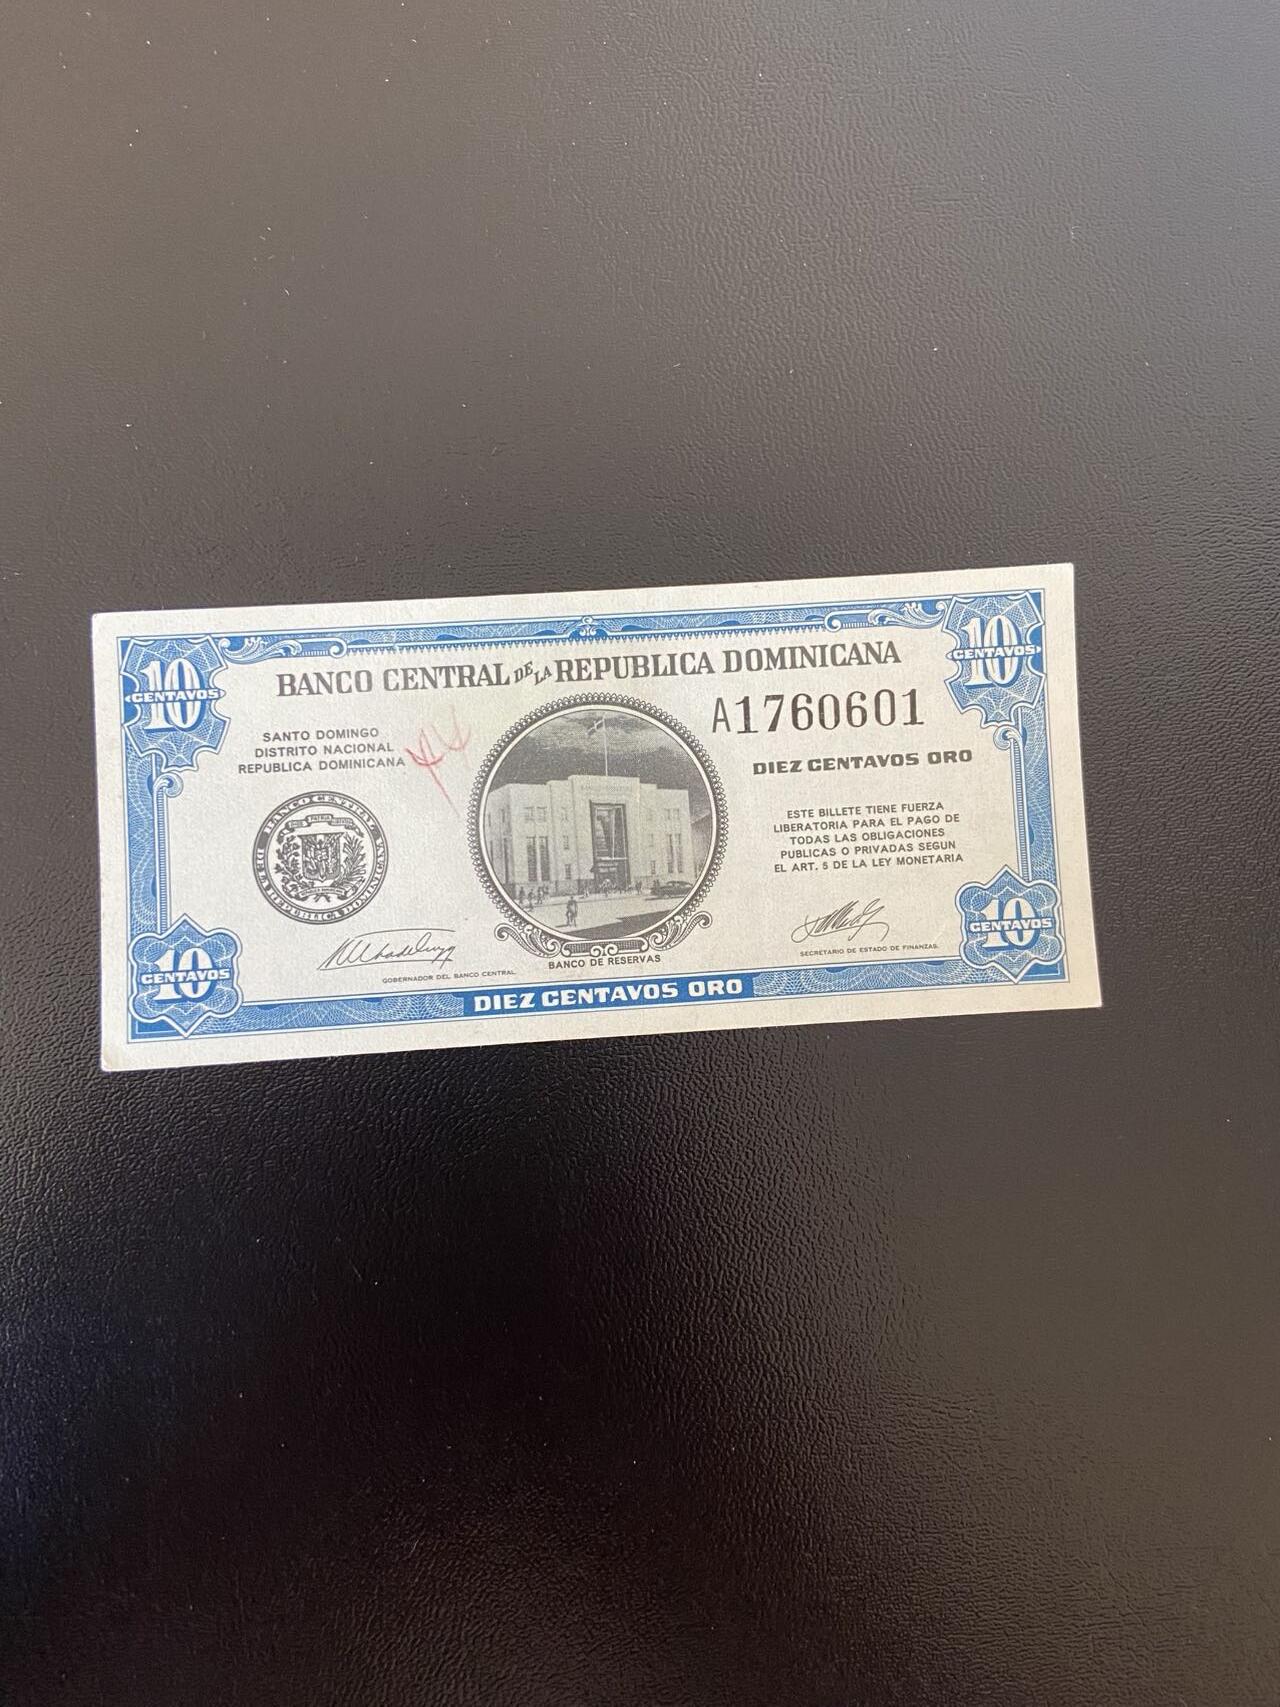 10
CENTAVOS
10
CENTAVOS
BANCO CENTRAL DE LA REPUBLICA DOMINICANA
A1760601
SANTO DOMINGO
DISTRITO NACIONAL
REPUBLICA DOMINICANA
DIEZ CENTAVOS ORO
ESTE BILLETE TIENE FUERZA
LIBERATORIA PARA EL PAGO DE
TODAS LAS OBLIGACIONES
PUBLICAS O PRIVADAS SEGUN
EL ART. 5 DE LA LEY MONETARIA
BANCO CENTRAL
GOBERNADOR DEL BANCO CENTRAL
BANCO DE RESERVAS
SECRETARIO DE ESTADO DE FINANZAS.
10
CENTAVOS
DIEZ CENTAVOS ORO
10
CENTAVOS